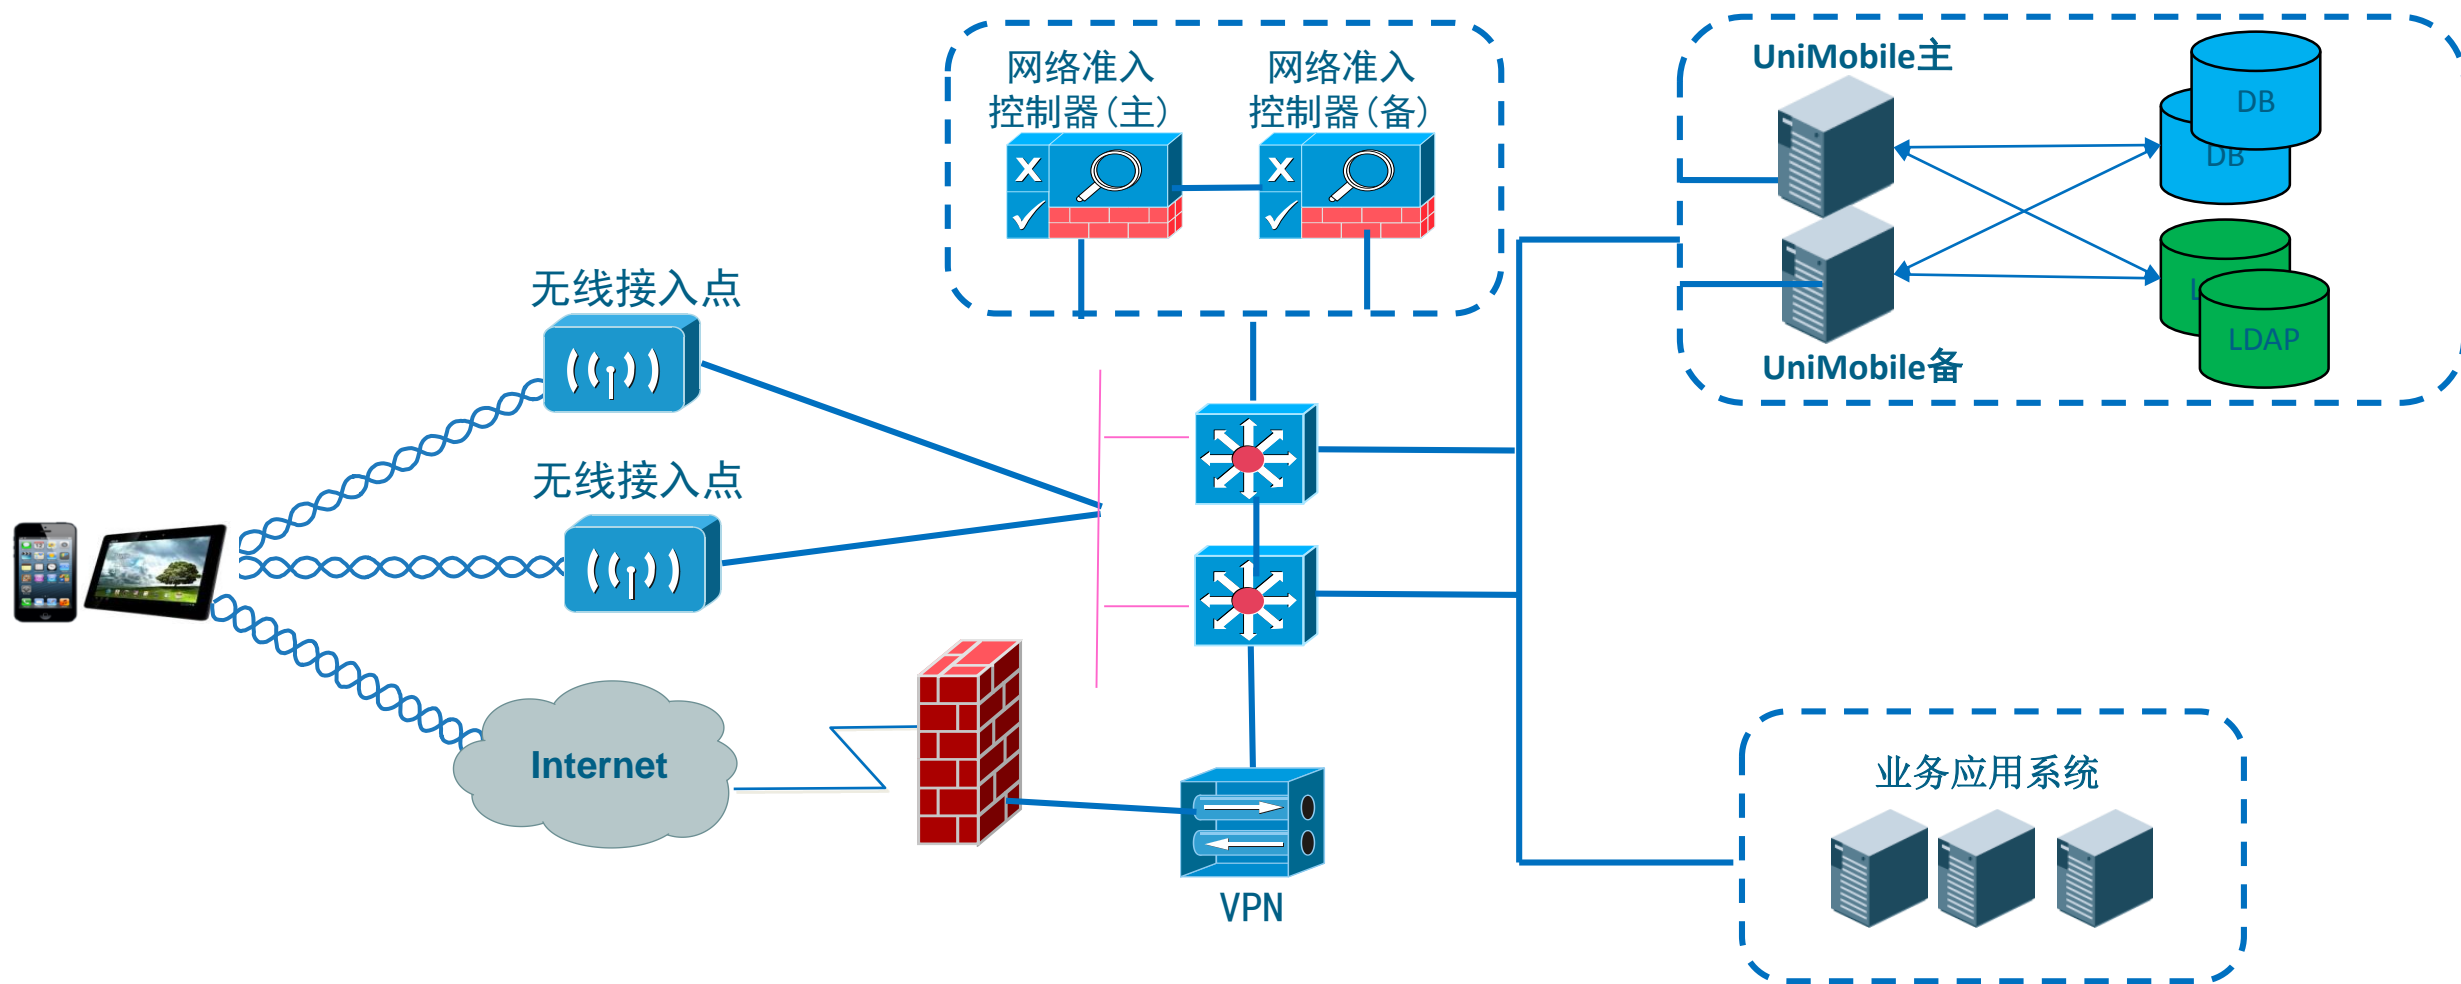 网络准入
控制器(主)
网络准入
控制器(备)
UniMobile主
DB
DB
L
LDAP
UniMobile备
无线接入点
无线接入点
Internet
VPN
业务应用系统